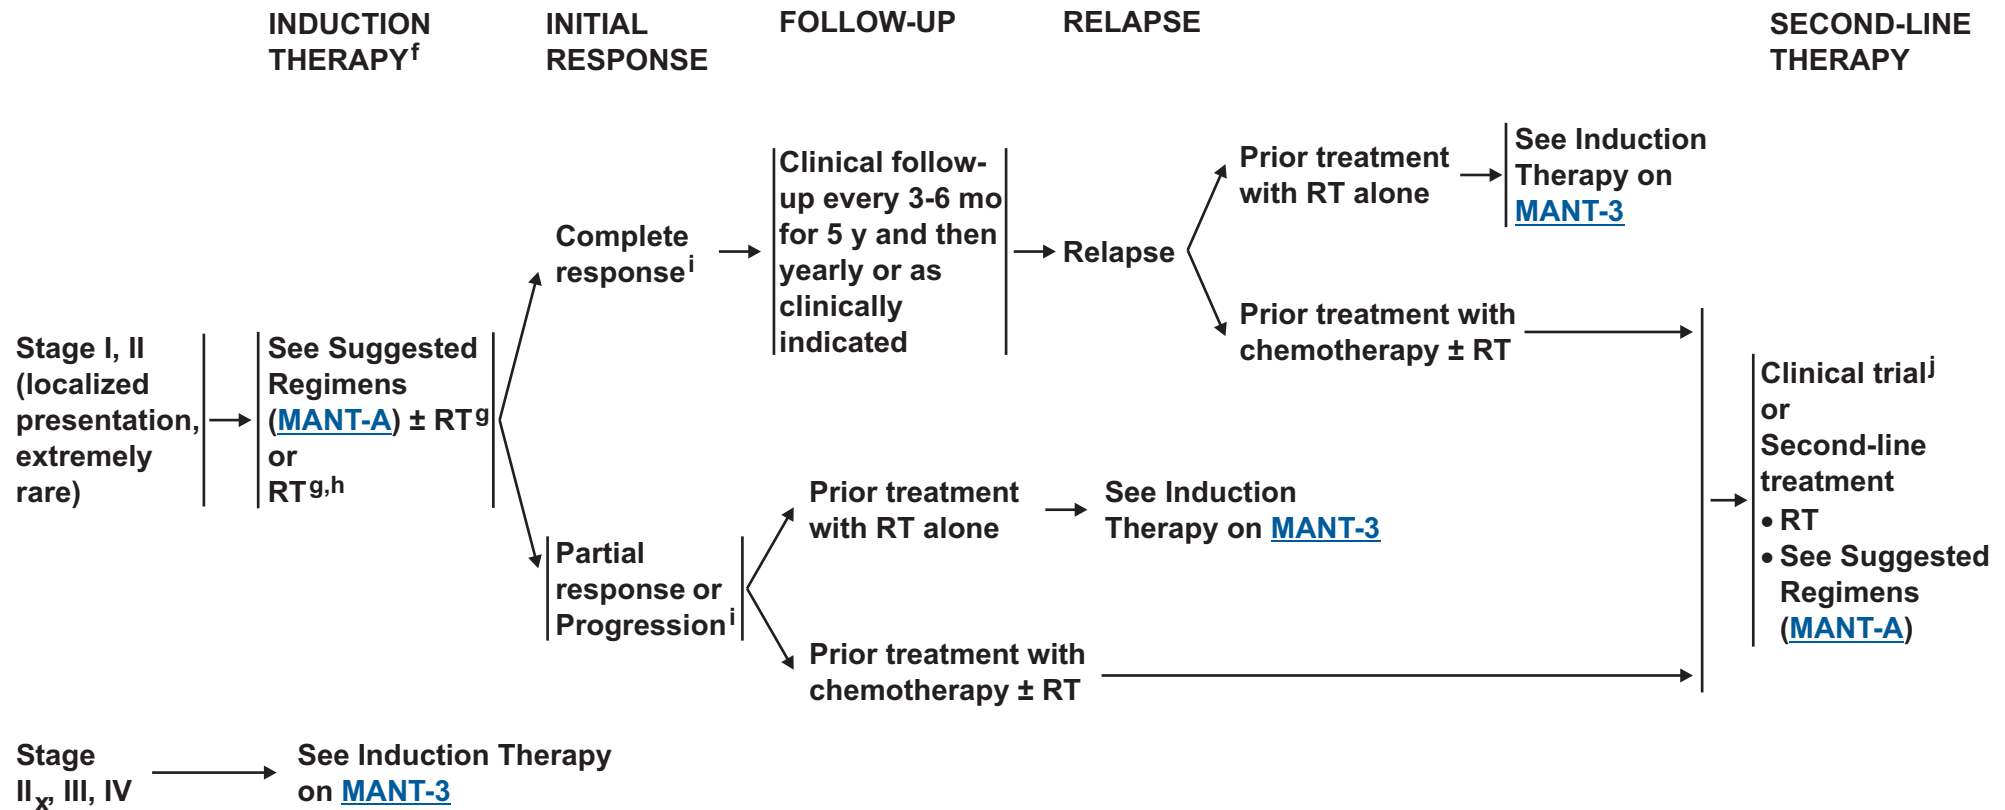 INDUCTION
THERAPYf
INITIAL
RESPONSE
FOLLOW-UP
RELAPSE
SECOND-LINE
THERAPY
Stage I, II
(localized
presentation,
extremely
rare)
See Suggested
Regimens
(MANT-A) ± RTg
or
RTg,h
Complete
responsei
Clinical follow-
up every 3-6 mo
for 5 y and then
yearly or as
clinically
indicated
Relapse
Prior treatment
with RT alone
See Induction
Therapy on
MANT-3
Prior treatment with
chemotherapy ± RT
Partial
response or
Progressioni
Prior treatment
with RT alone
See Induction
Therapy on MANT-3
Prior treatment with
chemotherapy ± RT
Clinical trialj
or
Second-line
treatment
• RT
• See Suggested
Regimens
(MANT-A)
Stage
IIx, III, IV
See Induction Therapy
on MANT-3